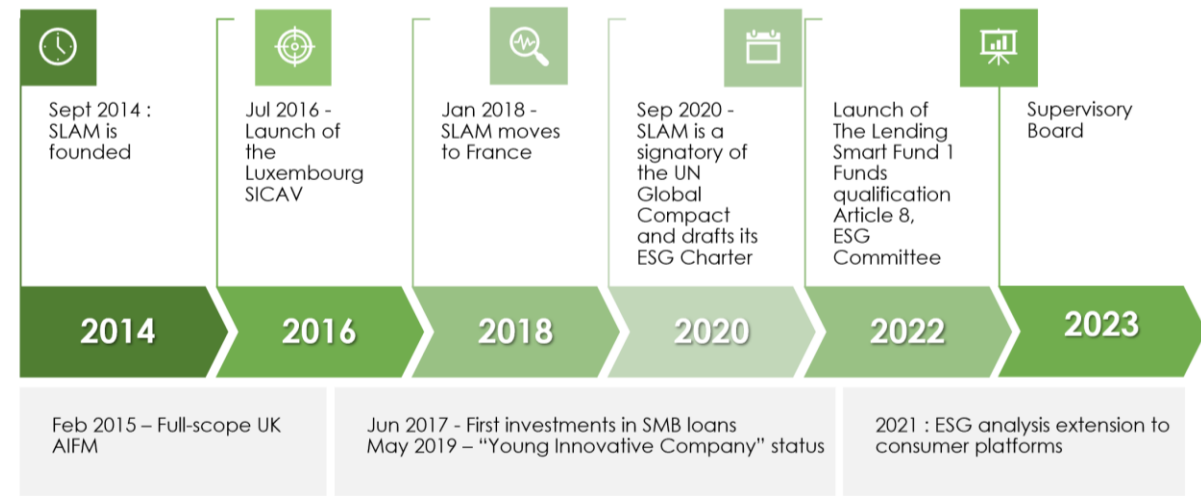 Sept 2014 :
SLAM is
founded
Jul 2016 -
Launch of
the
Luxembourg
SICAV
Jan 2018 -
SLAM moves
to France
Sep 2020 -
SLAM is a
signatory of
the UN
Global
Compact
and drafts its
ESG Charter
Launch of
The Lending
Smart Fund 1
Funds
qualification
Article 8,
ESG
Committee
Supervisory
Board
2014
2016
2018
2020
2022
2023
Feb 2015 – Full-scope UK
AIFM
Jun 2017 - First investments in SMB loans
May 2019 – “Young Innovative Company” status
2021 : ESG analysis extension to
consumer platforms